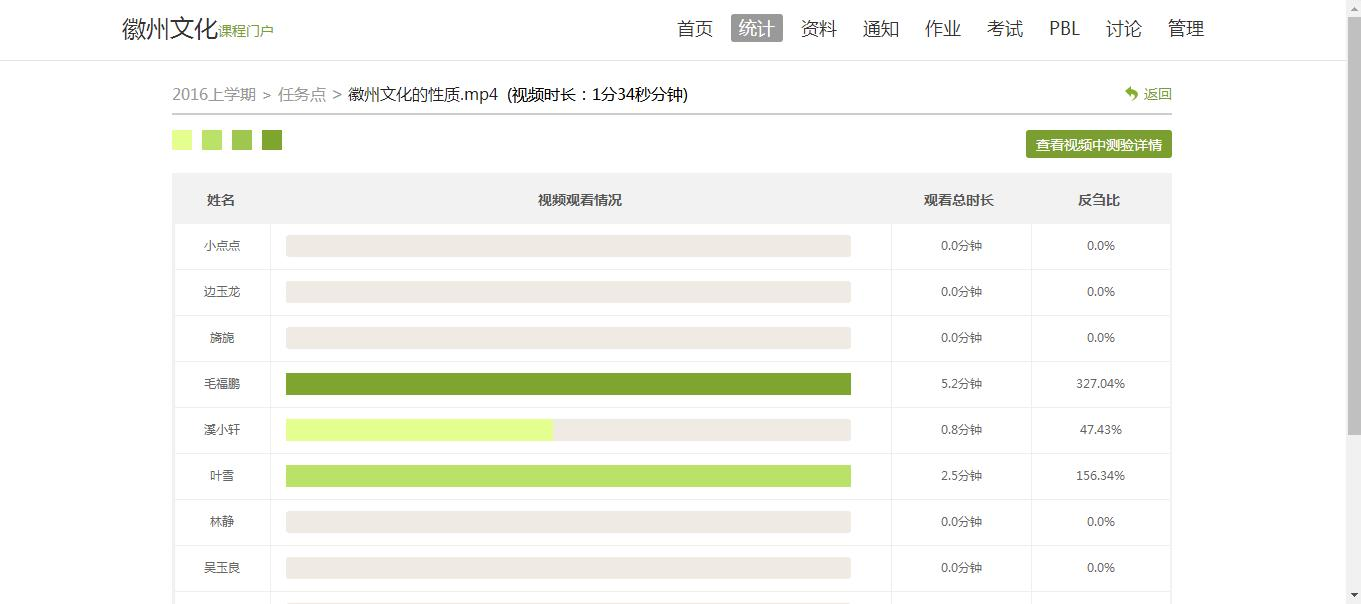 徽州文化课程门户 首页 统计 资料 通知 作业 考试 PBL 讨论 管理
2016上学期 > 任务点 > 徽州文化的性质.mp4 (视频时长：1分34秒分钟) 返回
查看视频中测验详情
姓名 视频观看情况 观看总时长 反刍比
小点点 0.0分钟 0.0%
边玉龙 0.0分钟 0.0%
旖旎 0.0分钟 0.0%
毛福鹏 5.2分钟 327.04%
溪小轩 0.8分钟 47.43%
叶雪 2.5分钟 156.34%
林静 0.0分钟 0.0%
吴玉良 0.0分钟 0.0%